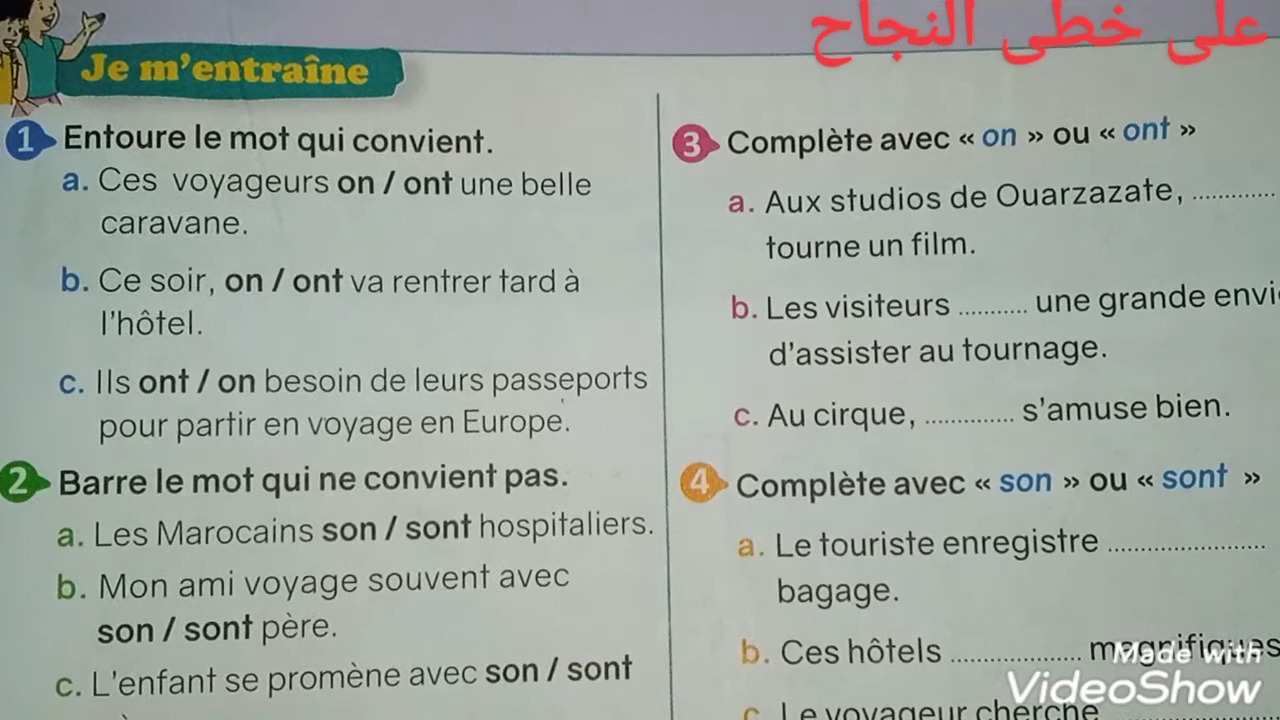 على خطى النجاح
Je m'entraîne
1 Entoure le mot qui convient.
a. Ces voyageurs on / ont une belle
caravane.
b. Ce soir, on / ont va rentrer tard à
l'hôtel.
c. Ils ont / on besoin de leurs passeports
pour partir en voyage en Europe.
2 Barre le mot qui ne convient pas.
a. Les Marocains son / sont hospitaliers.
b. Mon ami voyage souvent avec
son / sont père.
c. L'enfant se promène avec son / sont
3 Complète avec « on » ou « ont »
a. Aux studios de Ouarzazate, .............
tourne un film.
b. Les visiteurs ........... une grande envi
d'assister au tournage.
c. Au cirque, .............. s'amuse bien.
4 Complète avec « son » ou « sont »
a. Le touriste enregistre ........................
bagage.
b. Ces hôtels .................... magnifiques
c. Le voyageur cherche ....................
Made with
VideoShow